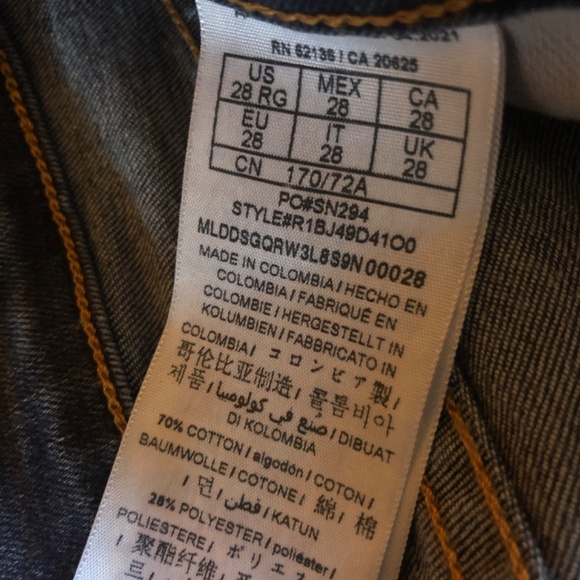 2021
RN 62136 / CA 20625
US MEX CA
28 RG 28 28
EU IT UK
28 28 28
CN 170/72A
PO#SN294
STYLE#R1BJ49D41O0
MLDDSGQRW3L8S9N 00028
MADE IN COLOMBIA / HECHO EN
COLOMBIA / FABRIQUÉ EN
COLOMBIE / HERGESTELLT IN
KOLUMBIEN / FABBRICATO IN
COLOMBIA / コロンビア製 /
哥伦比亚制造 / 콜롬비아
제품 / صنع في كولومبيا / DIBUAT
DI KOLOMBIA
70% COTTON / algodón / COTON /
BAUMWOLLE / COTONE / 綿 / 棉
/ 면 / قطن / KATUN
28% POLYESTER / poliéster /
POLIESTERE / ポリエス
/ 聚酯纤维 /